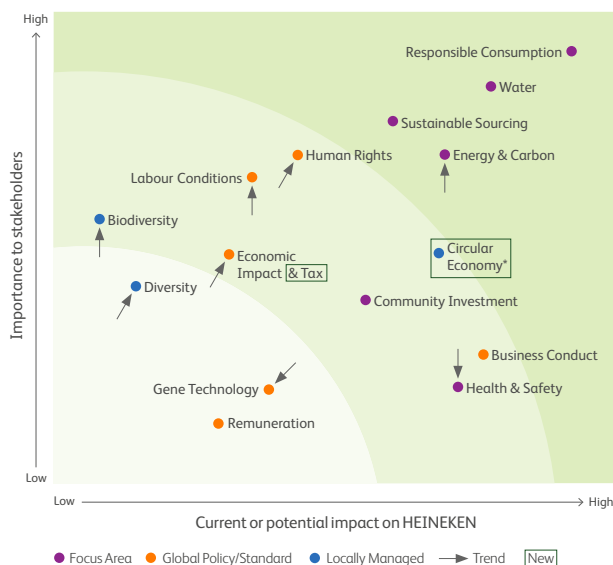 High
Responsible Consumption
Water
Sustainable Sourcing
Human Rights
Energy & Carbon
Labour Conditions
Biodiversity
Economic
Impact & Tax
Circular
Economy*
Diversity
Community Investment
Business Conduct
Gene Technology
Health & Safety
Remuneration
Importance to stakeholders
Low
Low
High
Current or potential impact on HEINEKEN
Focus Area
Global Policy/Standard
Locally Managed
Trend
New